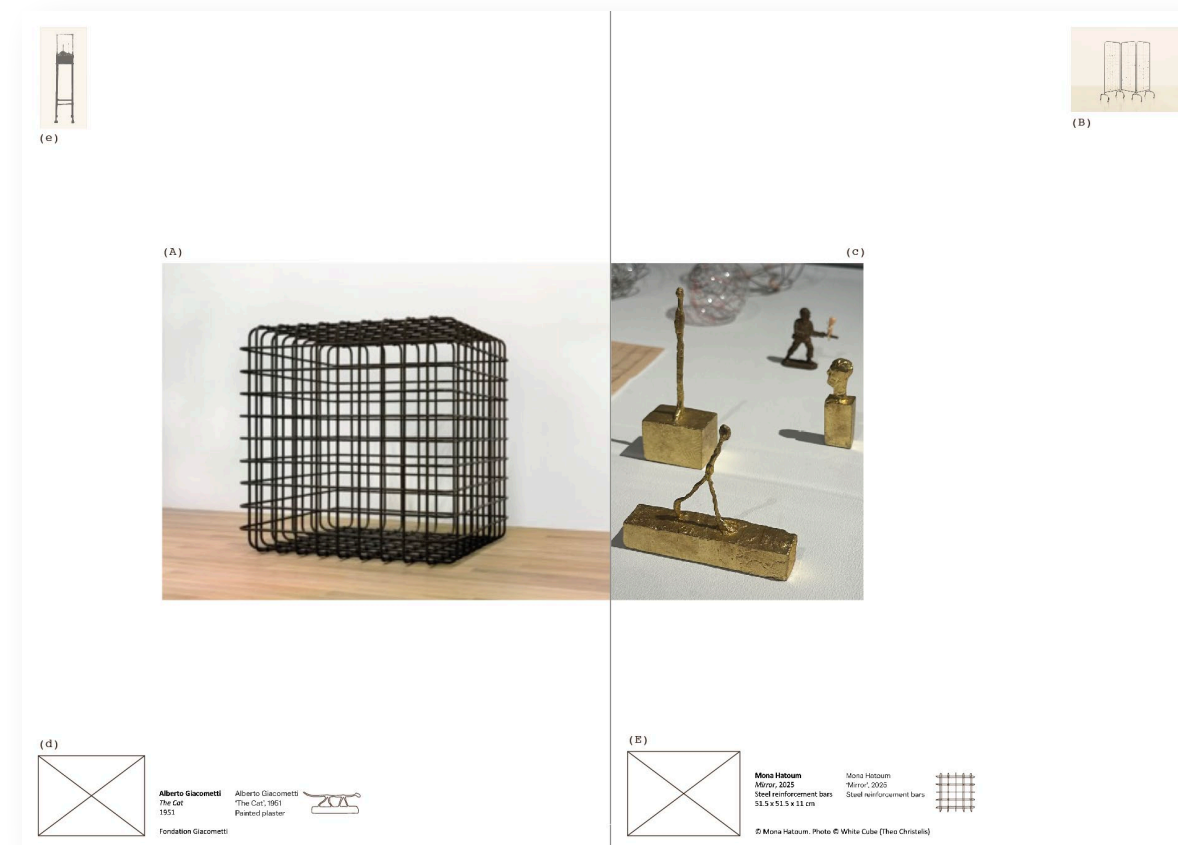 (e)
(B)
(A)
(c)
(d)
Alberto Giacometti
The Cat
1951
Fondation Giacometti
Alberto Giacometti
'The Cat', 1951
Painted plaster
(E)
Mona Hatoum
Mirror, 2025
Steel reinforcement bars
51.5 x 51.5 x 11 cm
© Mona Hatoum. Photo © White Cube (Theo Christelis)
Mona Hatoum
'Mirror', 2025
Steel reinforcement bars